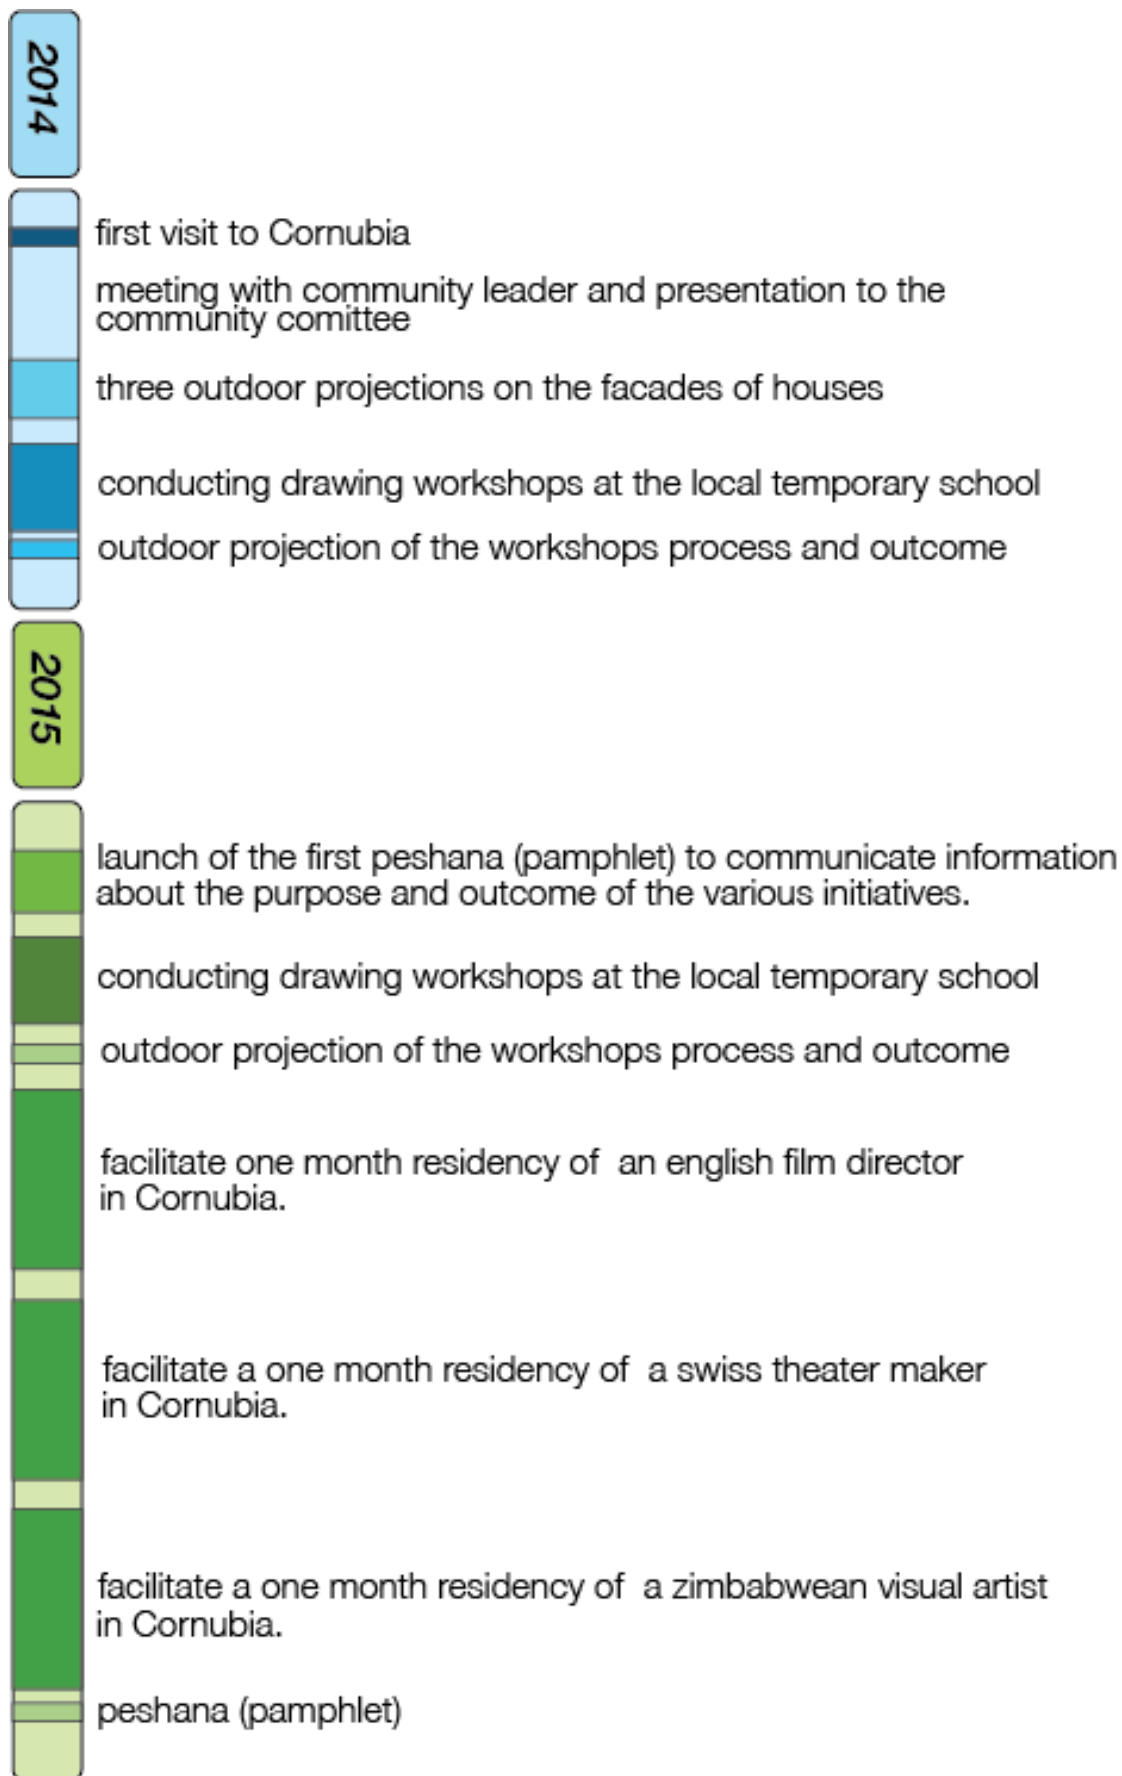 2014
first visit to Cornubia
meeting with community leader and presentation to the
community comittee
three outdoor projections on the facades of houses
conducting drawing workshops at the local temporary school
outdoor projection of the workshops process and outcome
2015
launch of the first peshana (pamphlet) to communicate information
about the purpose and outcome of the various initiatives.
conducting drawing workshops at the local temporary school
outdoor projection of the workshops process and outcome
facilitate one month residency of  an english film director
in Cornubia.
facilitate a one month residency of  a swiss theater maker
in Cornubia.
facilitate a one month residency of  a zimbabwean visual artist
in Cornubia.
peshana (pamphlet)